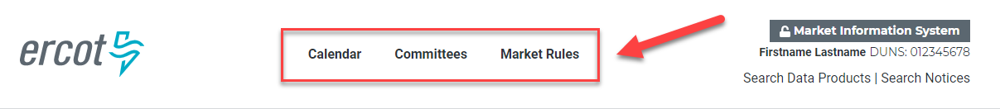 ercot
Calendar Committees Market Rules
Market Information System
Firstname Lastname DUNS: 012345678
Search Data Products | Search Notices